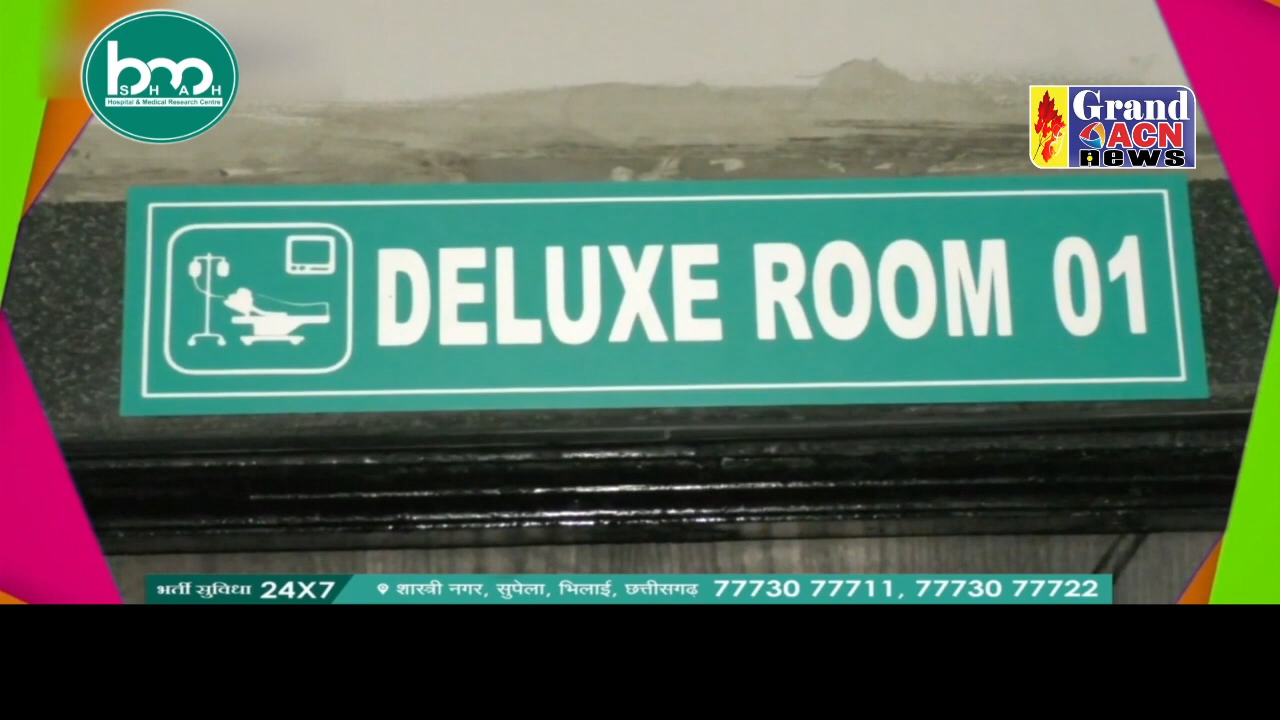 bm
SHAH
Hospital & Medical Research Centre
Grand
ACN
news
DELUXE ROOM 01
भर्ती सुविधा 24X7
शास्त्री नगर, सुपेला, भिलाई, छत्तीसगढ़ 77730 77711, 77730 77722